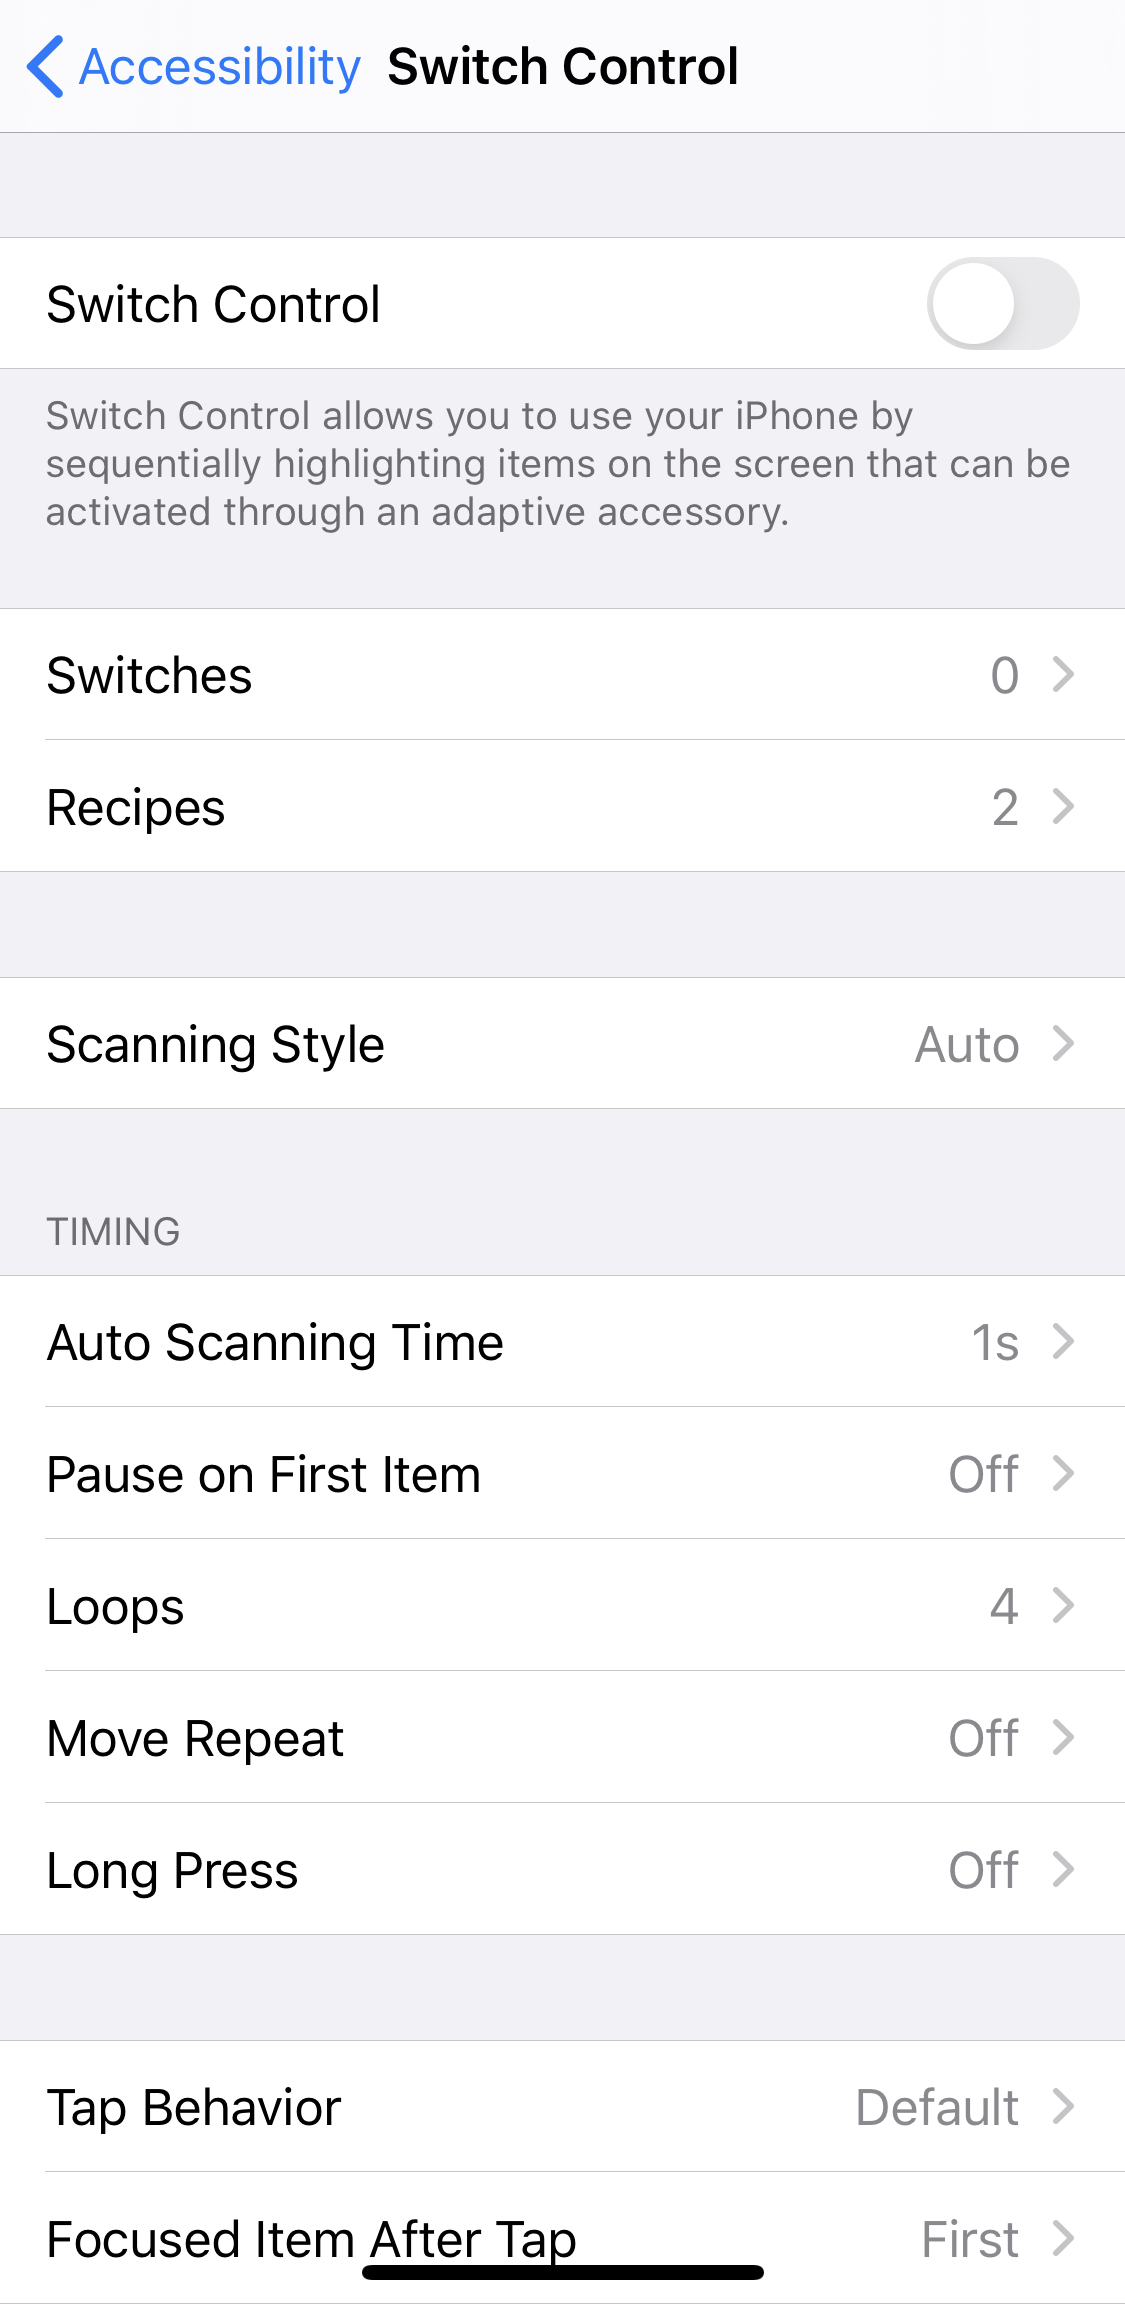 Accessibility Switch Control
Switch Control
Switch Control allows you to use your iPhone by
sequentially highlighting items on the screen that can be
activated through an adaptive accessory.
Switches 0
Recipes 2
Scanning Style Auto
TIMING
Auto Scanning Time 1s
Pause on First Item Off
Loops 4
Move Repeat Off
Long Press Off
Tap Behavior Default
Focused Item After Tap First